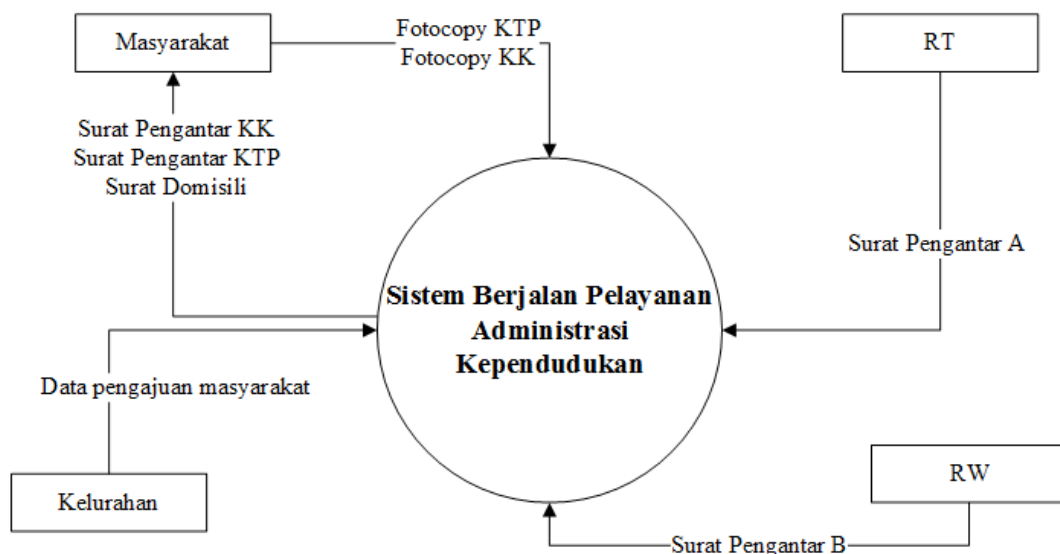 Masyarakat
Fotocopy KTP
Fotocopy KK
RT
Surat Pengantar KK
Surat Pengantar KTP
Surat Domisili
Surat Pengantar A
Sistem Berjalan Pelayanan
Administrasi
Kependudukan
Data pengajuan masyarakat
Kelurahan
RW
Surat Pengantar B